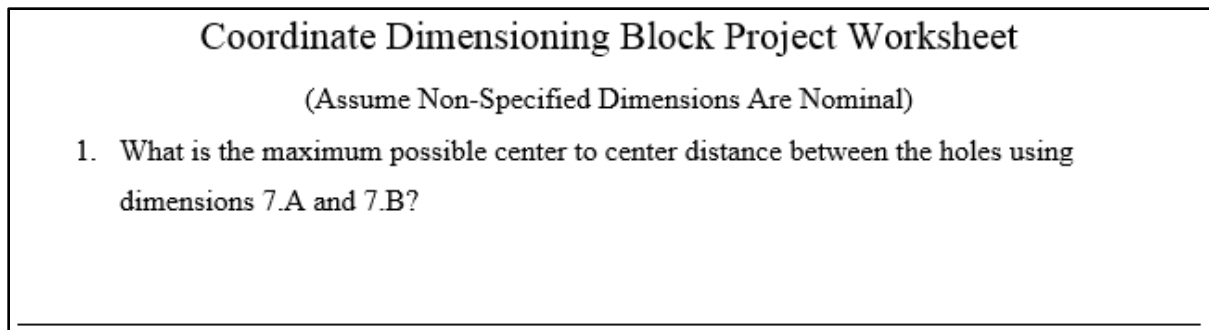 Coordinate Dimensioning Block Project Worksheet
(Assume Non-Specified Dimensions Are Nominal)
1. What is the maximum possible center to center distance between the holes using
dimensions 7.A and 7.B?